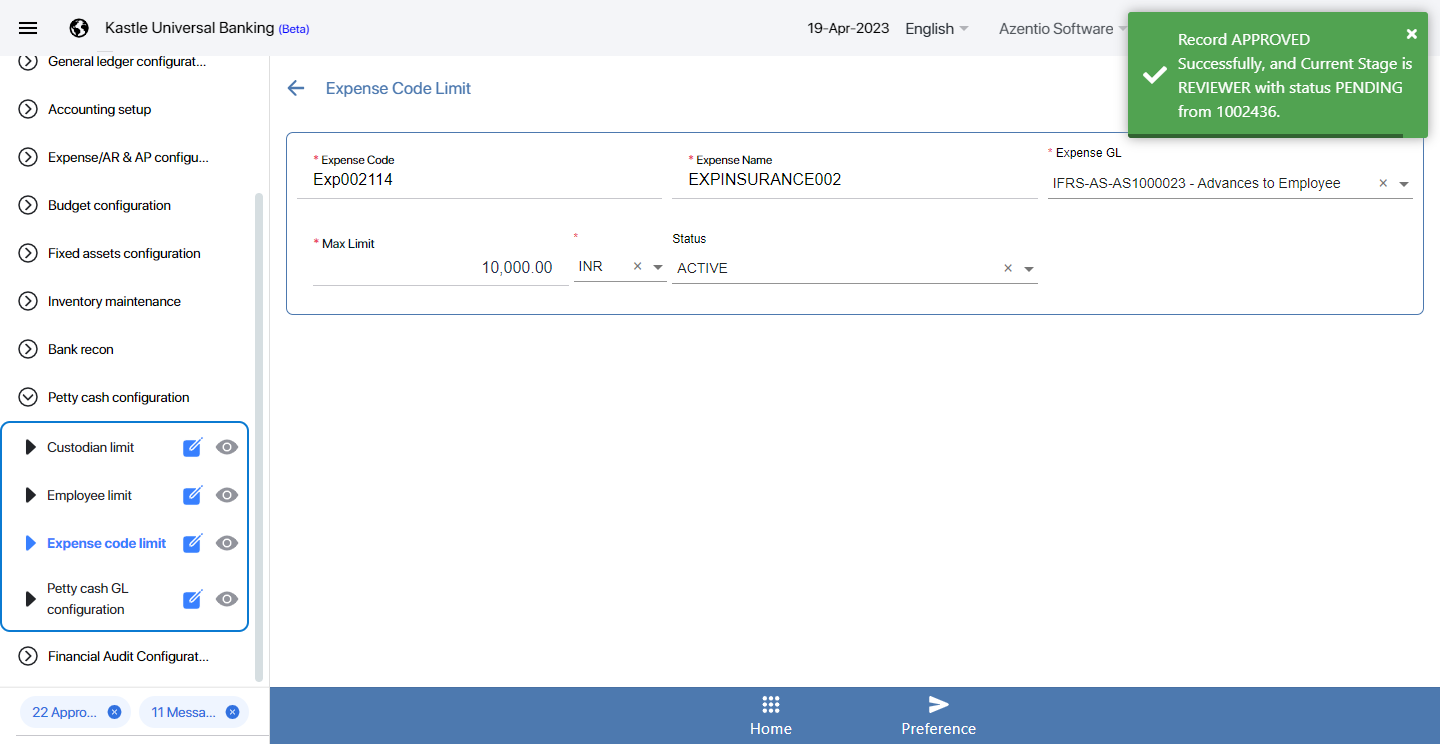 Kastle Universal Banking (Beta)
19-Apr-2023
English
Azentio Software
Record APPROVED
Successfully, and Current Stage is
REVIEWER with status PENDING
from 1002436.
General ledger configurat...
Accounting setup
Expense/AR & AP configu...
Budget configuration
Fixed assets configuration
Inventory maintenance
Bank recon
Petty cash configuration
Custodian limit
Employee limit
Expense code limit
Petty cash GL
configuration
Financial Audit Configurat...
22 Appro...
11 Messa...
Expense Code Limit
* Expense Code
Exp002114
* Expense Name
EXPINSURANCE002
* Expense GL
IFRS-AS-AS1000023 - Advances to Employee
* Max Limit
10,000.00
*
INR
Status
ACTIVE
Home
Preference